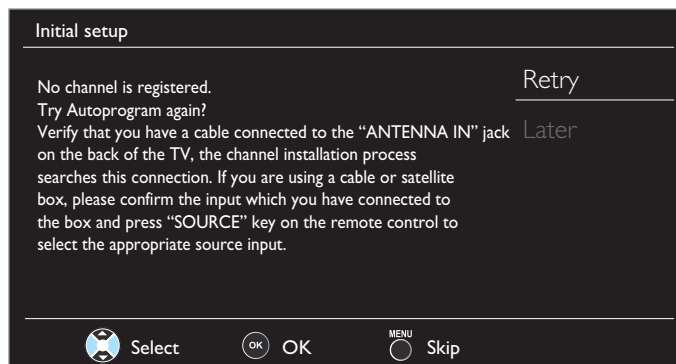 Initial setup
No channel is registered.
Try Autoprogram again?
Verify that you have a cable connected to the “ANTENNA IN” jack
on the back of the TV, the channel installation process
searches this connection. If you are using a cable or satellite
box, please confirm the input which you have connected to
the box and press “SOURCE” key on the remote control to
select the appropriate source input.
Retry
Later
Select
OK OK
MENU Skip